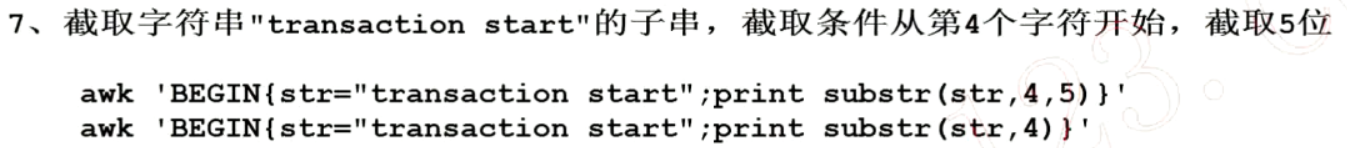 7、截取字符串"transaction start"的子串，截取条件从第4个字符开始，截取5位
awk 'BEGIN{str="transaction start";print substr(str,4,5)}'
awk 'BEGIN{str="transaction start";print substr(str,4)}'